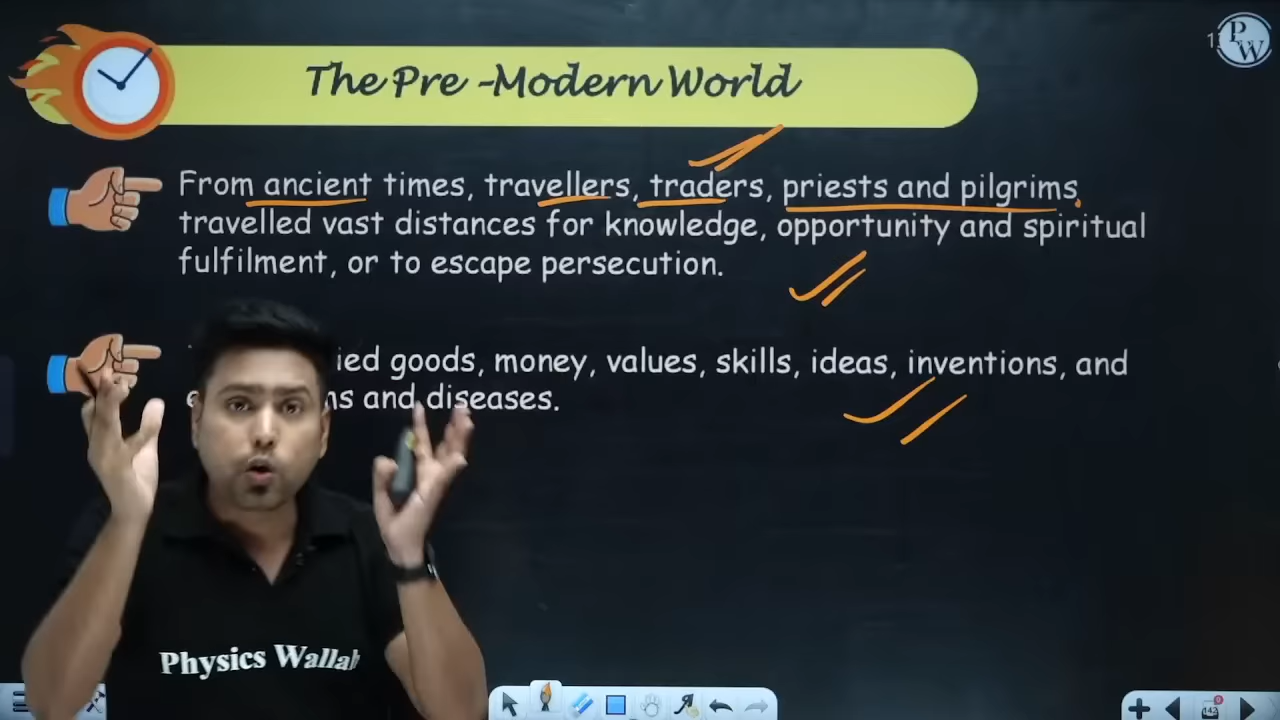 The Pre -Modern World
PW
From ancient times, travellers, traders, priests and pilgrims
travelled vast distances for knowledge, opportunity and spiritual
fulfilment, or to escape persecution.
goods, money, values, skills, ideas, inventions, and
and diseases.
Physics Wallah
142